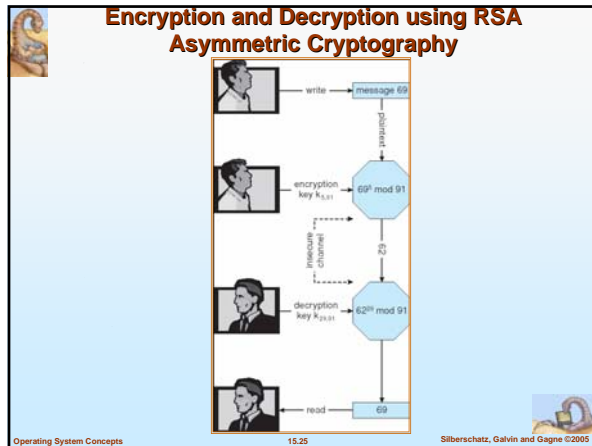 Encryption and Decryption using RSA
Asymmetric Cryptography
write
message 69
plaintext
encryption
key k5,91
69⁵ mod 91
insecure
channel
62
decryption
key k29,91
62²⁹ mod 91
read
69
Operating System Concepts
15.25
Silberschatz, Galvin and Gagne ©2005